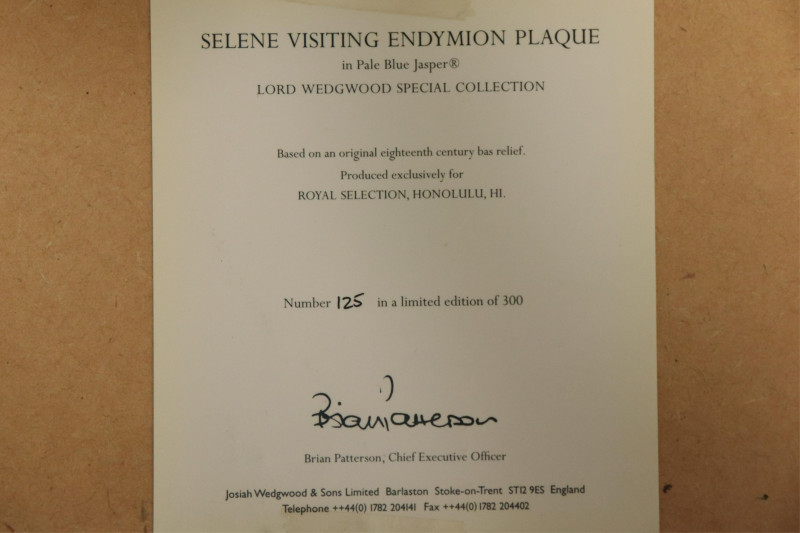 SELENE VISITING ENDYMION PLAQUE
in Pale Blue Jasper®
LORD WEDGWOOD SPECIAL COLLECTION
Based on an original eighteenth century bas relief.
Produced exclusively for
ROYAL SELECTION, HONOLULU, HI.
Number 125 in a limited edition of 300
Brian Patterson
Brian Patterson, Chief Executive Officer
Josiah Wedgwood & Sons Limited Barlaston Stoke-on-Trent ST12 9ES England
Telephone ++44(0) 1782 204141 Fax ++44(0) 1782 204402